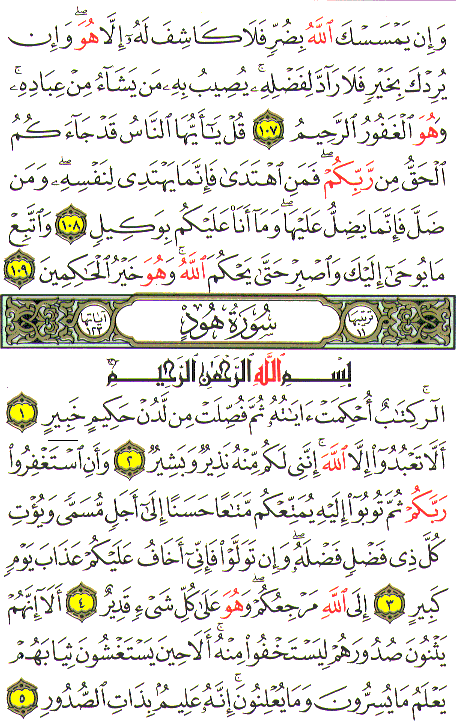 وَإِن يَمْسَسْكَ ٱللَّهُ بِضُرٍّ فَلَا كَاشِفَ لَهُۥٓ إِلَّا هُوَ ۖ وَإِن
يُرِدْكَ بِخَيْرٍ فَلَا رَآدَّ لِفَضْلِهِۦ ۚ يُصِيبُ بِهِۦ مَن يَشَآءُ مِنْ عِبَادِهِۦ ۚ
وَهُوَ ٱلْغَفُورُ ٱلرَّحِيمُ ١٠٧ قُلْ يَٰٓأَيُّهَا ٱلنَّاسُ قَدْ جَآءَكُمُ
ٱلْحَقُّ مِن رَّبِّكُمْ ۖ فَمَنِ ٱهْتَدَىٰ فَإِنَّمَا يَهْتَدِى لِنَفْسِهِۦ ۖ وَمَن
ضَلَّ فَإِنَّمَا يَضِلُّ عَلَيْهَا ۖ وَمَآ أَنَا۠ عَلَيْكُم بِوَكِيلٍ ١٠٨ وَٱتَّبِعْ
مَا يُوحَىٰٓ إِلَيْكَ وَٱصْبِرْ حَتَّىٰ يَحْكُمَ ٱللَّهُ ۚ وَهُوَ خَيْرُ ٱلْحَٰكِمِينَ ١٠٩
ترتيبها ١١ سُورَةُ هُودٍ آياتها ١٢٣
بِسْمِ ٱللَّهِ ٱلرَّحْمَٰنِ ٱلرَّحِيمِ
الٓر ۚ كِتَٰبٌ أُحْكِمَتْ ءَايَٰتُهُۥ ثُمَّ فُصِّلَتْ مِن لَّدُنْ حَكِيمٍ خَبِيرٍ ١
أَلَّا تَعْبُدُوٓا۟ إِلَّا ٱللَّهَ ۚ إِنَّنِى لَكُم مِّنْهُ نَذِيرٌ وَبَشِيرٌ ٢ وَأَنِ ٱسْتَغْفِرُوا۟
رَبَّكُمْ ثُمَّ تُوبُوٓا۟ إِلَيْهِ يُمَتِّعْكُم مَّتَٰعًا حَسَنًا إِلَىٰٓ أَجَلٍ مُّسَمًّى وَيُؤْتِ
كُلَّ ذِى فَضْلٍ فَضْلَهُۥ ۖ وَإِن تَوَلَّوْا۟ فَإِنِّىٓ أَخَافُ عَلَيْكُمْ عَذَابَ يَوْمٍ
كَبِيرٍ ٣ إِلَى ٱللَّهِ مَرْجِعُكُمْ ۖ وَهُوَ عَلَىٰ كُلِّ شَىْءٍ قَدِيرٌ ٤ أَلَآ إِنَّهُمْ
يَثْنُونَ صُدُورَهُمْ لِيَسْتَخْفُوا۟ مِنْهُ ۚ أَلَا حِينَ يَسْتَغْشُونَ ثِيَابَهُمْ
يَعْلَمُ مَا يُسِرُّونَ وَمَا يُعْلِنُونَ ۚ إِنَّهُۥ عَلِيمٌۢ بِذَاتِ ٱلصُّدُورِ ٥